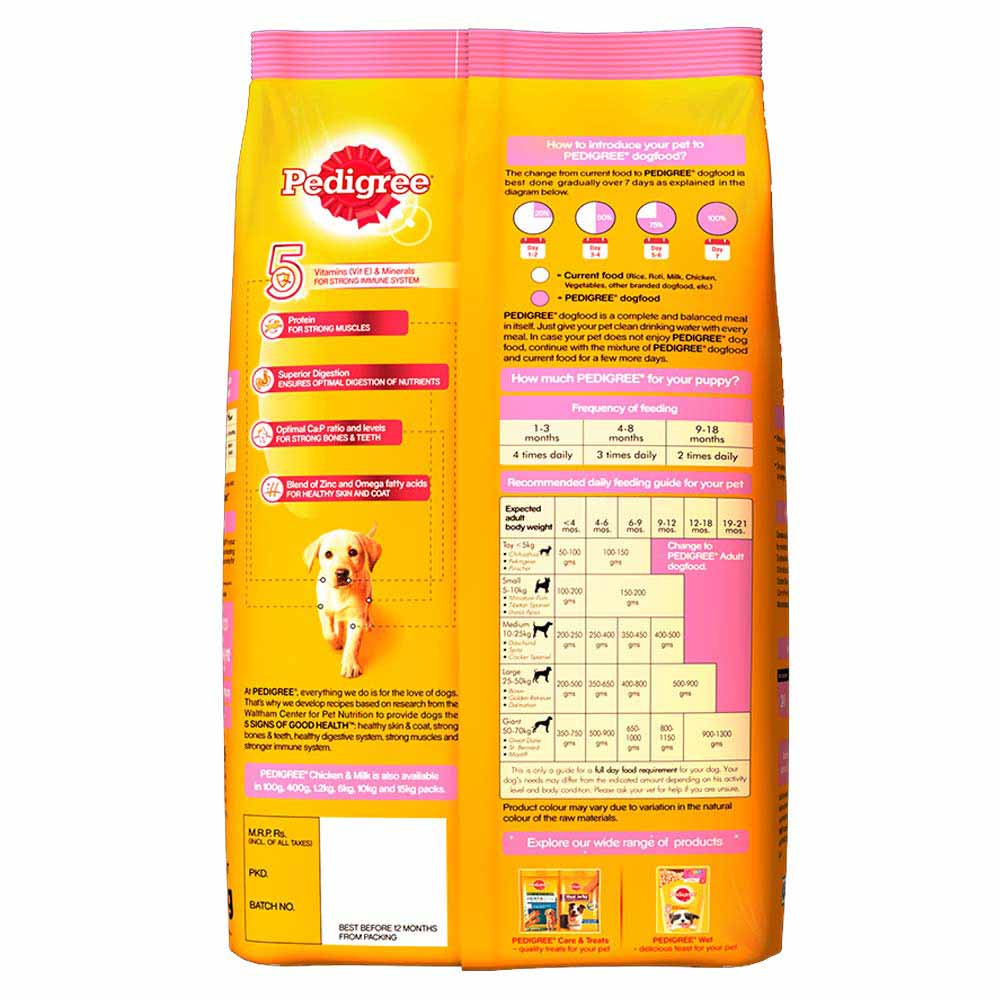 Pedigree®
5
Vitamins (Vit E) & Minerals
FOR STRONG IMMUNE SYSTEM
Protein
FOR STRONG MUSCLES
Superior Digestion
ENSURES OPTIMAL DIGESTION OF NUTRIENTS
Optimal Ca:P ratio and levels
FOR STRONG BONES & TEETH
Blend of Zinc and Omega fatty acids
FOR HEALTHY SKIN AND COAT
At PEDIGREE®, everything we do is for the love of dogs.
That's why we develop recipes based on research from the
Waltham Center for Pet Nutrition to provide dogs the
5 SIGNS OF GOOD HEALTH™: healthy skin & coat, strong
bones & teeth, healthy digestive system, strong muscles and
stronger immune system.
PEDIGREE® Chicken & Milk is also available
in 100g, 400g, 1.2kg, 6kg, 10kg and 15kg packs.
M.R.P. Rs.
(INCL. OF ALL TAXES)
PKD.
BATCH NO.
BEST BEFORE 12 MONTHS
FROM PACKING
How to introduce your pet to
PEDIGREE® dogfood?
The change from current food to PEDIGREE® dogfood is
best done gradually over 7 days as explained in the
diagram below.
25% 50% 75% 100%
Day Day Day Day
1-2 3-4 5-6 7
= Current food (Rice, Roti, Milk, Chicken,
Vegetables, other branded dogfood, etc.)
= PEDIGREE® dogfood
PEDIGREE® dogfood is a complete and balanced meal
in itself. Just give your pet clean drinking water with every
meal. In case your pet does not enjoy PEDIGREE® dog
food, continue with the mixture of PEDIGREE® dogfood
and current food for a few more days.
How much PEDIGREE® for your puppy?
Frequency of feeding
1-3 months 4-8 months 9-18 months
4 times daily 3 times daily 2 times daily
Recommended daily feeding guide for your pet
Expected adult body weight <4 mos. 4-6 mos. 6-9 mos. 9-12 mos. 12-18 mos. 19-21 mos.
Toy <5kg 50-100 gms 100-150 gms
• Chihuahua
• Pekingese
• Pinscher
Change to
PEDIGREE® Adult
dogfood.
Small 5-10kg 100-200 gms 150-200 gms
• Miniature Pom
• Tibetan Spaniel
• Lhasa Apso
Medium 10-25kg 200-250 gms 250-400 gms 350-450 gms 400-500 gms
• Daschund
• Spitz
• Cocker Spaniel
Large 25-50kg 200-500 gms 350-650 gms 400-800 gms 500-900 gms
• Boxer
• Golden Retriever
• Dalmation
Giant 50-70kg 350-750 gms 500-900 gms 650-1000 gms 800-1150 gms 900-1300 gms
• Great Dane
• St. Bernard
• Mastiff
This is only a guide for a full day food requirement for your dog. Your
dog's needs may differ from the indicated amount depending on his activity
level and body condition. Please ask your vet for help if you are unsure.
Product colour may vary due to variation in the natural
colour of the raw materials.
Explore our wide range of products
PEDIGREE® Care & Treats
- quality treats for your pet
PEDIGREE® Wet
- delicious feast for your pet